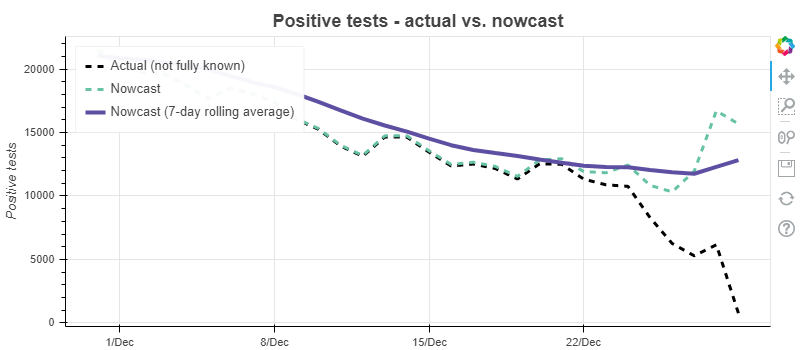 Positive tests - actual vs. nowcast
Actual (not fully known)
Nowcast
Nowcast (7-day rolling average)
Positive tests
20000
15000
10000
5000
0
1/Dec
8/Dec
15/Dec
22/Dec